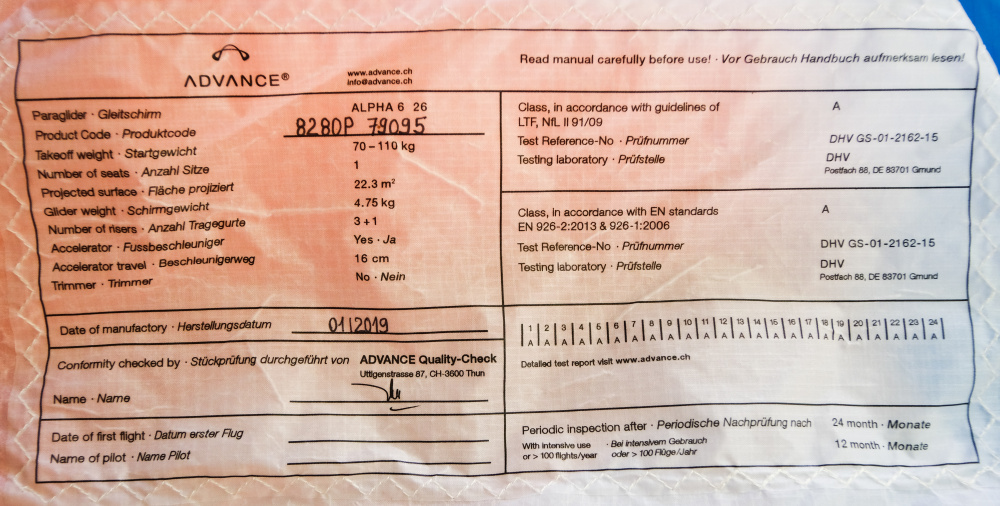 ADVANCE®
www.advance.ch
info@advance.ch
Paraglider · Gleitschirm ALPHA 6 26
Product Code · Produktcode 8280P 79095
Takeoff weight · Startgewicht 70 – 110 kg
Number of seats · Anzahl Sitze 1
Projected surface · Fläche projiziert 22.3 m²
Glider weight · Schirmgewicht 4.75 kg
Number of risers · Anzahl Tragegurte 3 + 1
Accelerator · Fussbeschleuniger Yes · Ja
Accelerator travel · Beschleunigerweg 16 cm
Trimmer · Trimmer No · Nein
Date of manufactory · Herstellungsdatum 01|2019
Conformity checked by · Stückprüfung durchgeführt von ADVANCE Quality-Check
Uttigenstrasse 87, CH-3600 Thun
Name · Name
Date of first flight · Datum erster Flug
Name of pilot · Name Pilot
Read manual carefully before use! · Vor Gebrauch Handbuch aufmerksam lesen!
Class, in accordance with guidelines of A
LTF, NfL II 91/09
Test Reference-No · Prüfnummer DHV GS-01-2162-15
Testing laboratory · Prüfstelle DHV
Postfach 88, DE 83701 Gmund
Class, in accordance with EN standards A
EN 926-2:2013 & 926-1:2006
Test Reference-No · Prüfnummer DHV GS-01-2162-15
Testing laboratory · Prüfstelle DHV
Postfach 88, DE 83701 Gmund
1 2 3 4 5 6 7 8 9 10 11 12 13 14 15 16 17 18 19 20 21 22 23 24
A A A A A A A A A A A A A A A A A A A A A A A A
Detailed test report visit www.advance.ch
Periodic inspection after · Periodische Nachprüfung nach 24 month · Monate
With intensive use · Bei intensivem Gebrauch 12 month · Monate
or > 100 flights/year oder > 100 Flüge/Jahr